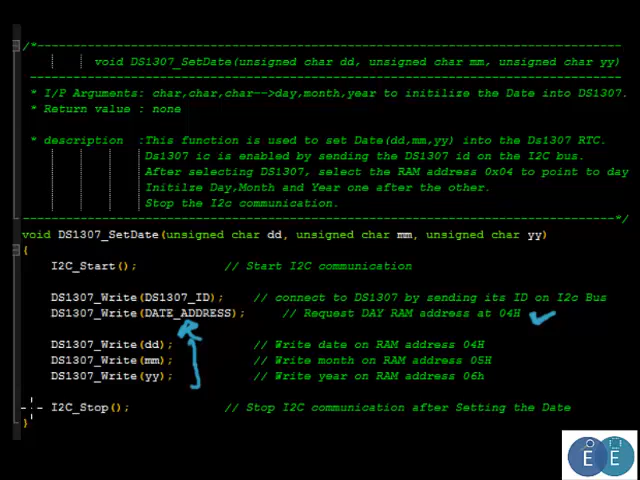 /*---------------------------------------------------------------------------------
void DS1307_SetDate(unsigned char dd, unsigned char mm, unsigned char yy)
-----------------------------------------------------------------------------------
* I/P Arguments: char,char,char-->day,month,year to initilize the Date into DS1307.
* Return value : none
* description :This function is used to set Date(dd,mm,yy) into the Ds1307 RTC.
Ds1307 ic is enabled by sending the DS1307 id on the I2C bus.
After selecting DS1307, select the RAM address 0x04 to point to day
Initilze Day,Month and Year one after the other.
Stop the I2c communication.
-----------------------------------------------------------------------------------*/
void DS1307_SetDate(unsigned char dd, unsigned char mm, unsigned char yy)
{
I2C_Start(); // Start I2C communication
DS1307_Write(DS1307_ID); // connect to DS1307 by sending its ID on I2c Bus
DS1307_Write(DATE_ADDRESS); // Request DAY RAM address at 04H
DS1307_Write(dd); // Write date on RAM address 04H
DS1307_Write(mm); // Write month on RAM address 05H
DS1307_Write(yy); // Write year on RAM address 06h
I2C_Stop(); // Stop I2C communication after Setting the Date
}
E E